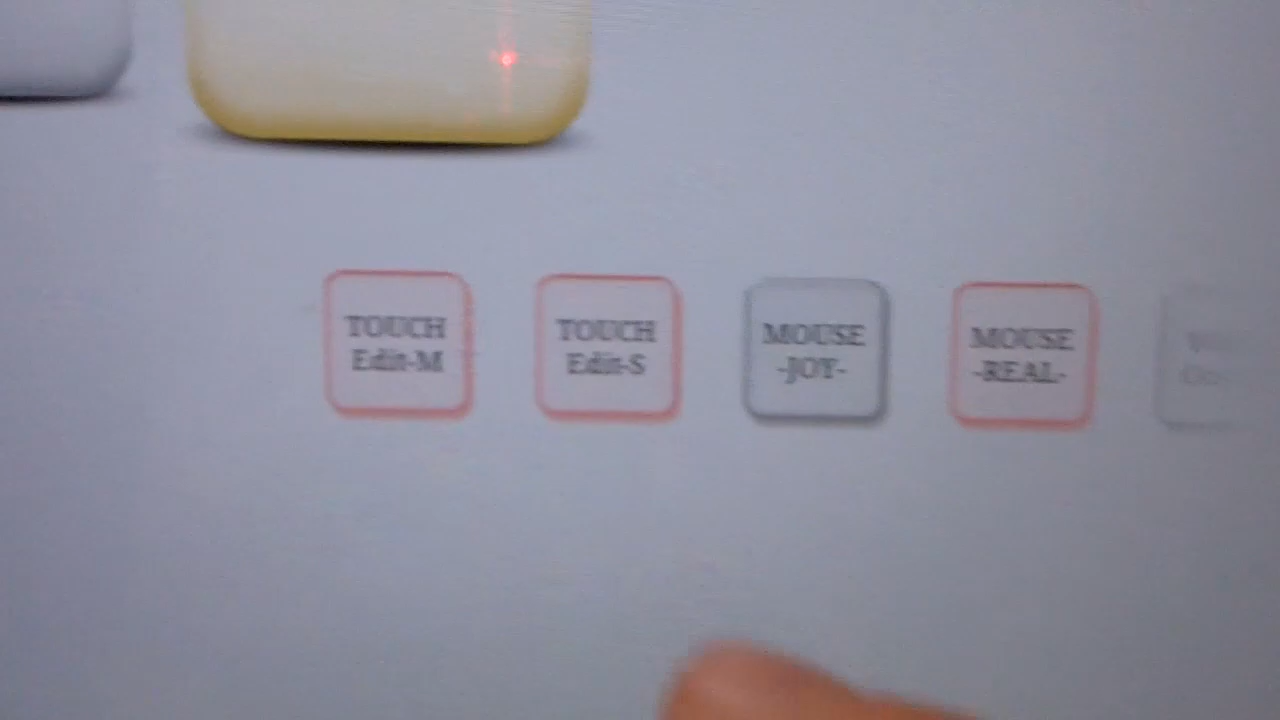 TOUCH
Edit-M
TOUCH
Edit-S
MOUSE
-JOY-
MOUSE
-REAL-